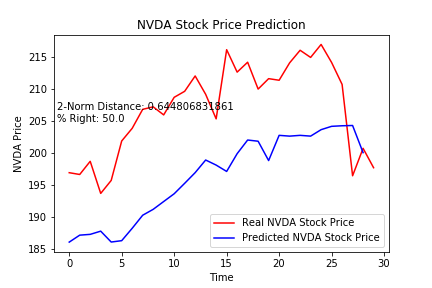 NVDA Stock Price Prediction
215
2-Norm Distance: 0.644806831861
% Right: 50.0
210
205
200
195
190
185
NVDA Price
Real NVDA Stock Price
Predicted NVDA Stock Price
0 5 10 15 20 25 30
Time